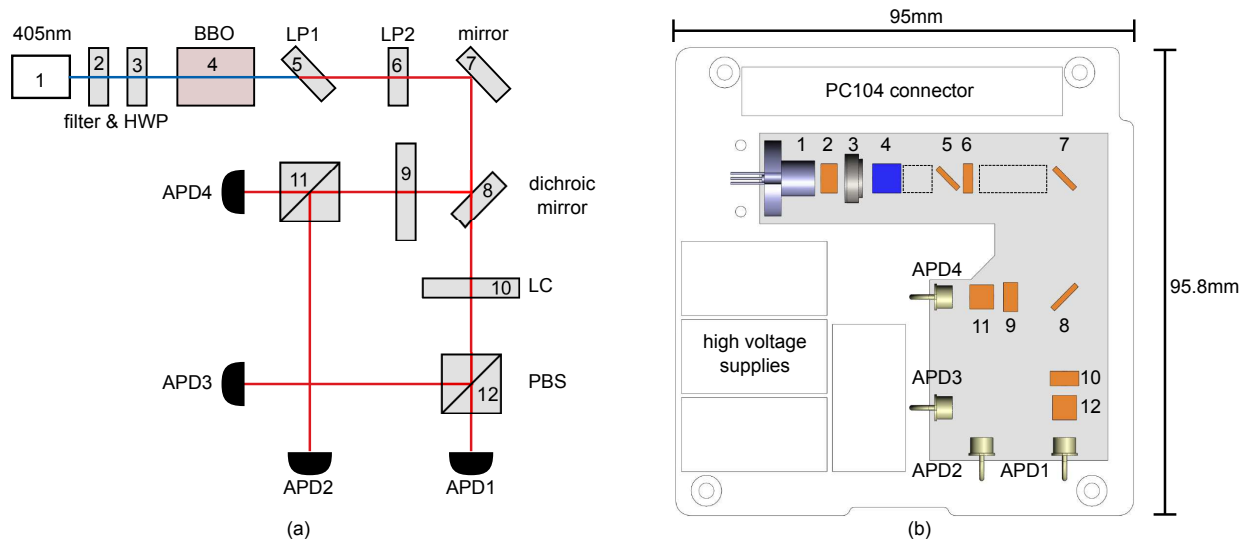 405nm
BBO
LP1
LP2
mirror
1
2
3
4
5
6
7
filter & HWP
APD4
11
9
8
dichroic
mirror
10
LC
APD3
12
PBS
APD2
APD1
(a)
95mm
PC104 connector
1
2
3
4
5
6
7
APD4
11
9
8
95.8mm
high voltage
supplies
APD3
10
12
APD2
APD1
(b)